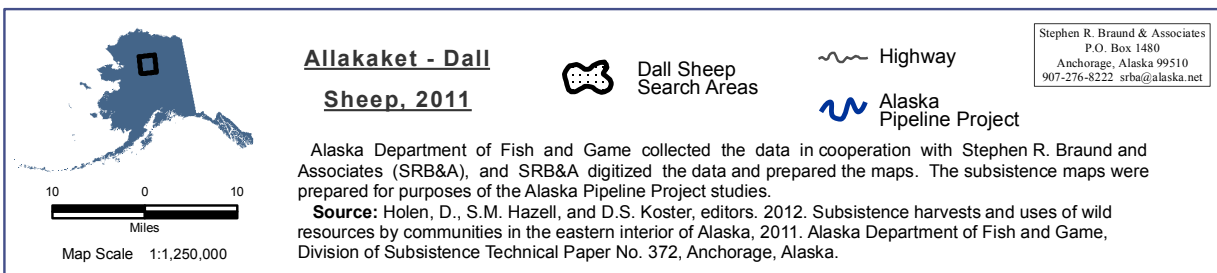 Allakaket - Dall
Sheep, 2011
Dall Sheep
Search Areas
Highway
Alaska
Pipeline Project
Stephen R. Braund & Associates
P.O. Box 1480
Anchorage, Alaska 99510
907-276-8222 srba@alaska.net
10 0 10
Miles
Map Scale 1:1,250,000
Alaska Department of Fish and Game collected the data in cooperation with Stephen R. Braund and
Associates (SRB&A), and SRB&A digitized the data and prepared the maps. The subsistence maps were
prepared for purposes of the Alaska Pipeline Project studies.
Source: Holen, D., S.M. Hazell, and D.S. Koster, editors. 2012. Subsistence harvests and uses of wild
resources by communities in the eastern interior of Alaska, 2011. Alaska Department of Fish and Game,
Division of Subsistence Technical Paper No. 372, Anchorage, Alaska.